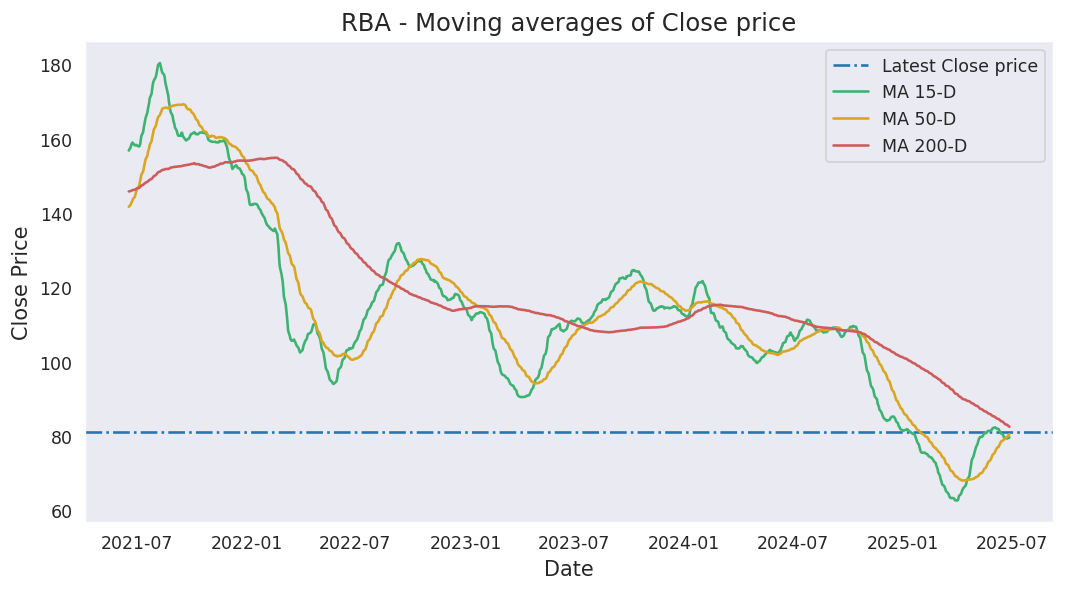 RBA - Moving averages of Close price
Latest Close price
MA 15-D
MA 50-D
MA 200-D
Close Price
180
160
140
120
100
80
60
2021-07 2022-01 2022-07 2023-01 2023-07 2024-01 2024-07 2025-01 2025-07
Date